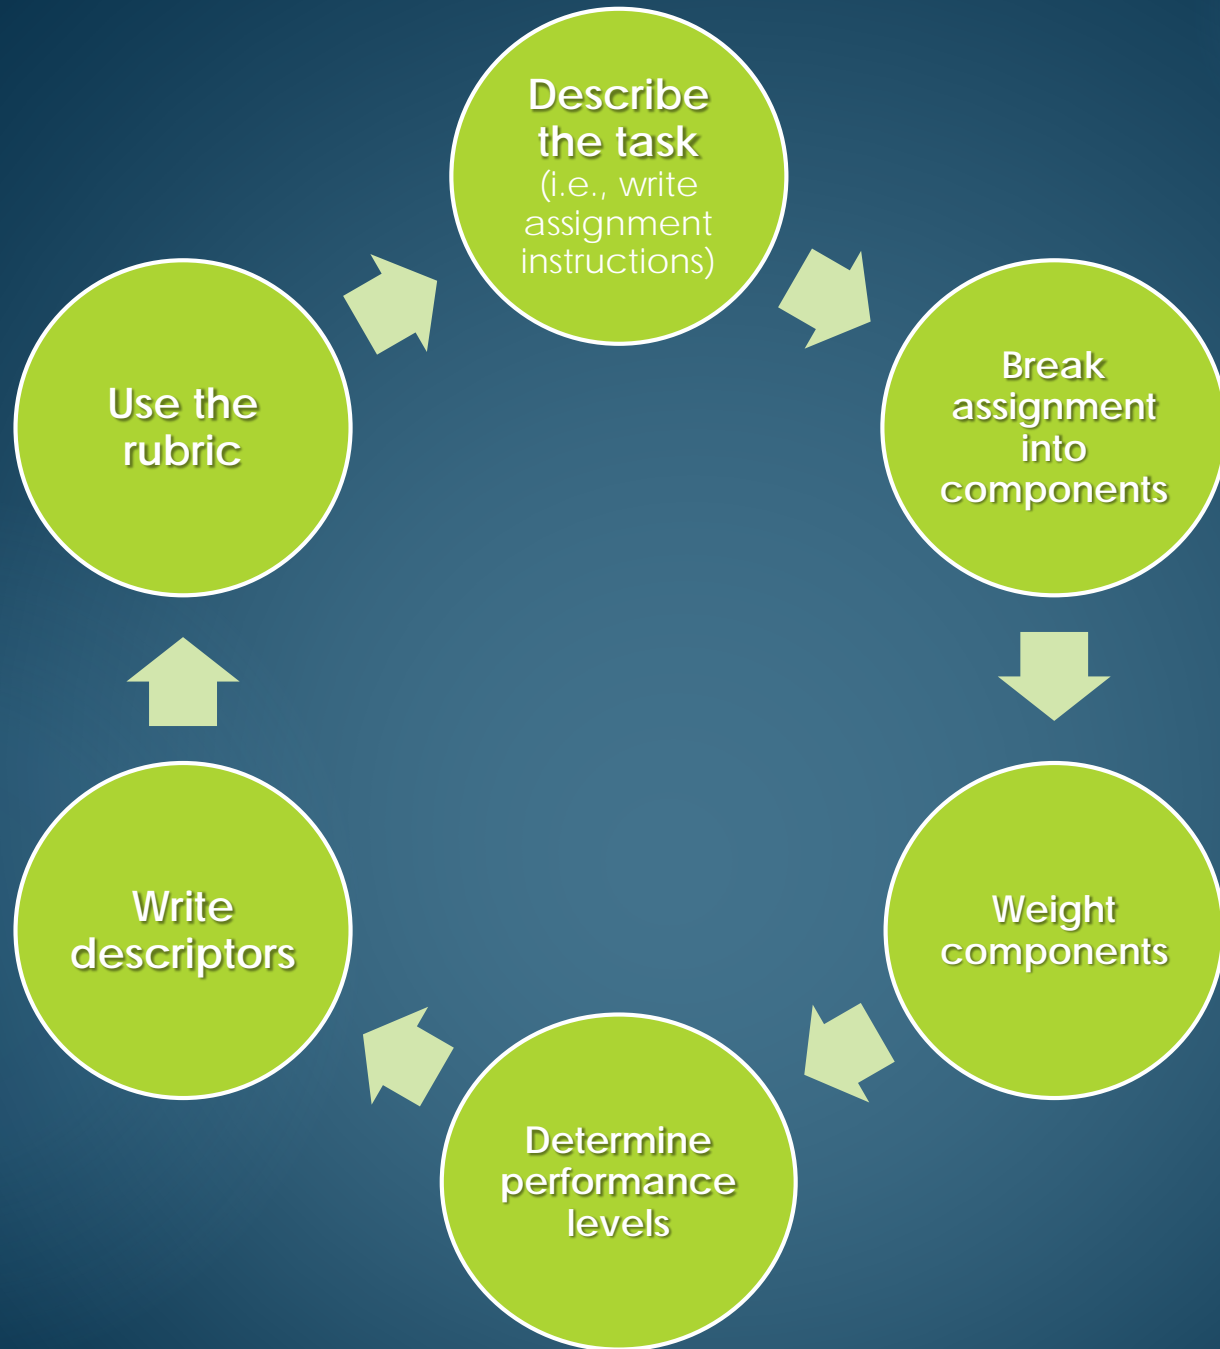 Describe
the task
(i.e., write
assignment
instructions)
Break
assignment
into
components
Weight
components
Determine
performance
levels
Write
descriptors
Use the
rubric